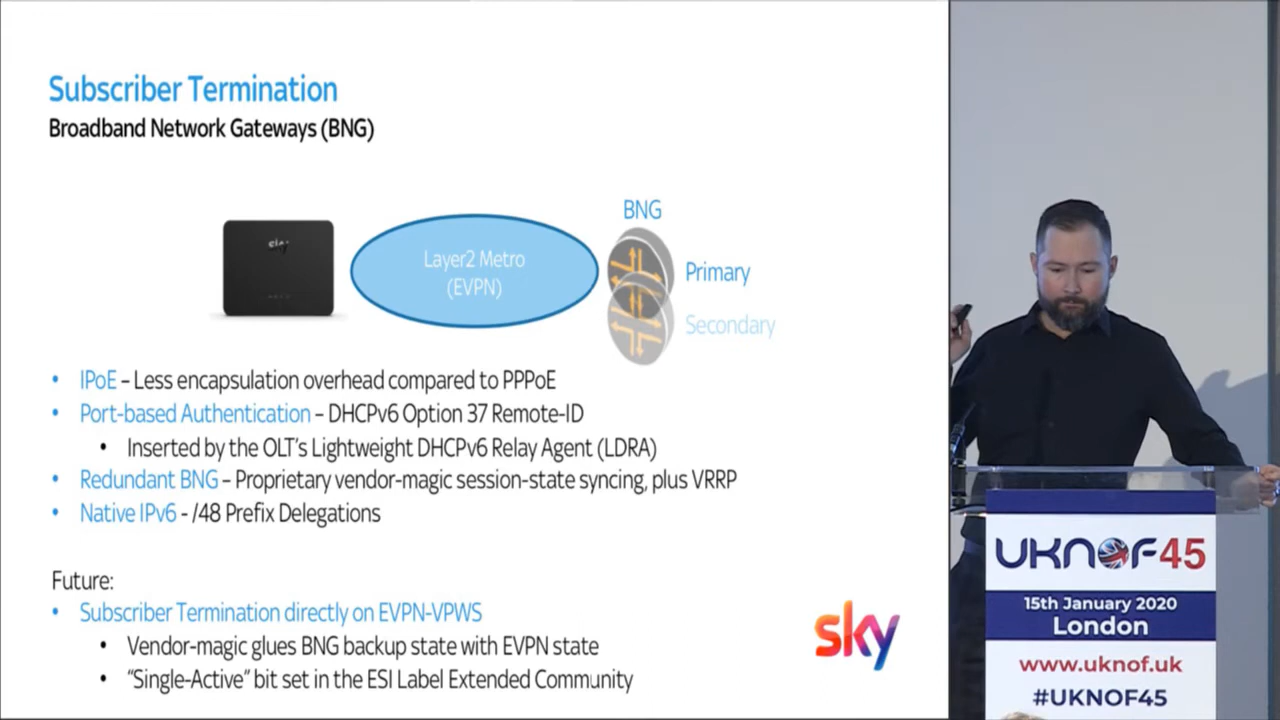 Subscriber Termination
Broadband Network Gateways (BNG)
BNG
sky
Layer2 Metro
(EVPN)
Primary
Secondary
• IPoE – Less encapsulation overhead compared to PPPoE
• Port-based Authentication – DHCPv6 Option 37 Remote-ID
• Inserted by the OLT's Lightweight DHCPv6 Relay Agent (LDRA)
• Redundant BNG – Proprietary vendor-magic session-state syncing, plus VRRP
• Native IPv6 - /48 Prefix Delegations
Future:
• Subscriber Termination directly on EVPN-VPWS
• Vendor-magic glues BNG backup state with EVPN state
• “Single-Active” bit set in the ESI Label Extended Community
sky
UKNOF45
15th January 2020
London
www.uknof.uk
#UKNOF45